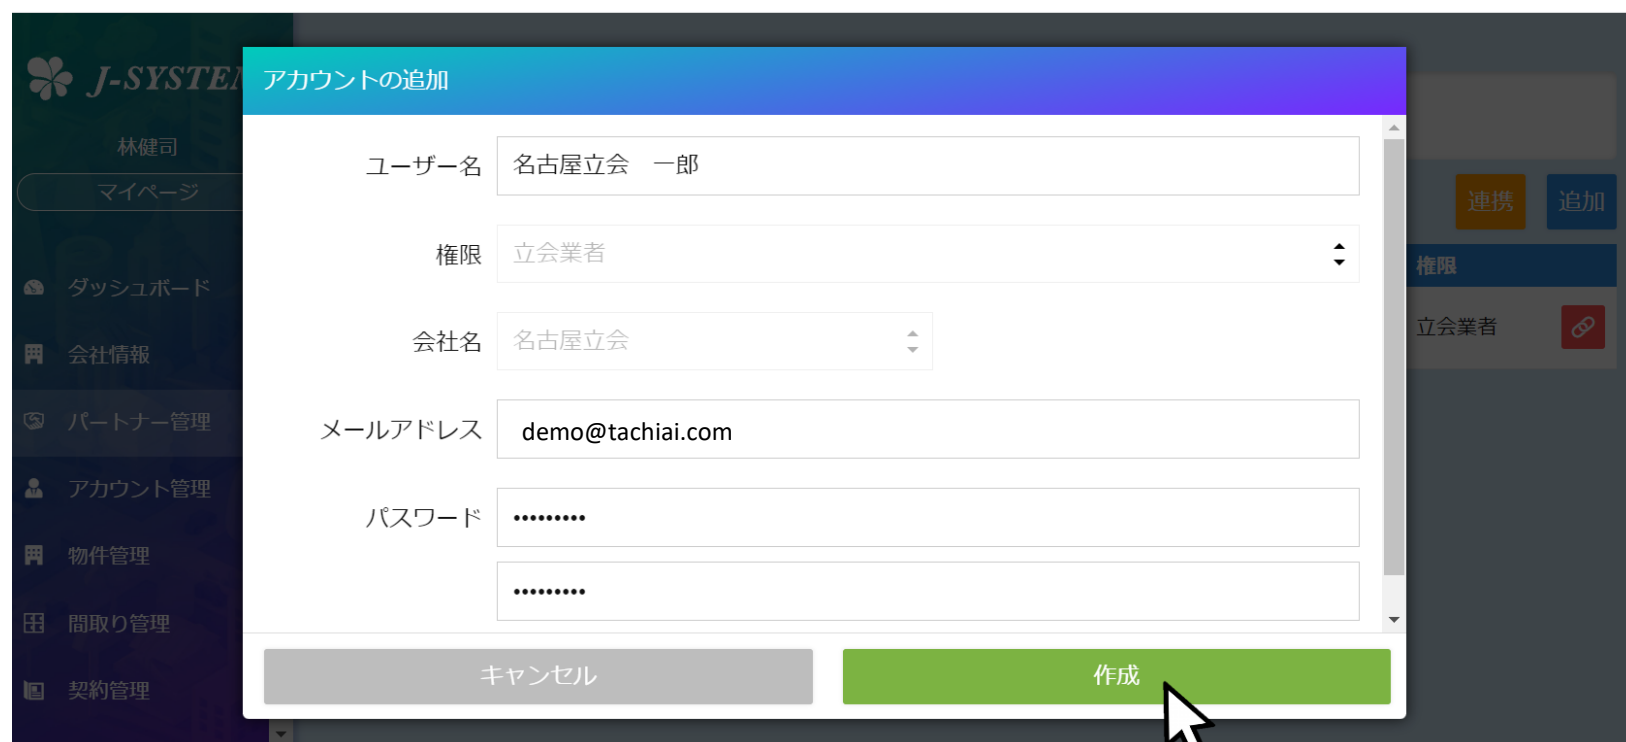 J-SYSTE
林健司
マイページ
ダッシュボード
会社情報
パートナー管理
アカウント管理
物件管理
間取り管理
契約管理
アカウントの追加
ユーザー名
名古屋立会　一郎
権限
立会業者
会社名
名古屋立会
メールアドレス
demo@tachiai.com
パスワード
•••••••••
•••••••••
キャンセル
作成
連携
追加
権限
立会業者